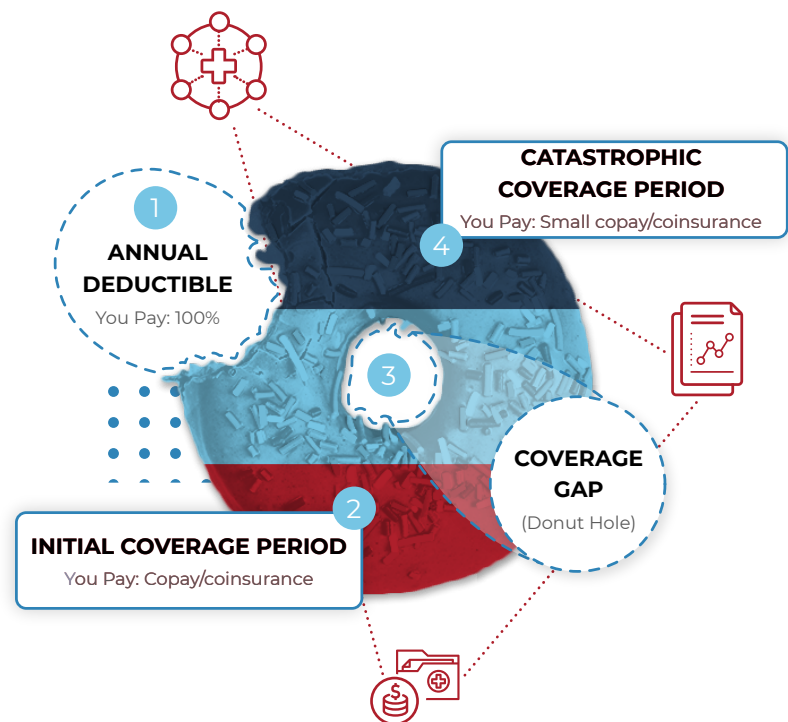 1
ANNUAL
DEDUCTIBLE
You Pay: 100%
2
INITIAL COVERAGE PERIOD
You Pay: Copay/coinsurance
3
COVERAGE
GAP
(Donut Hole)
4
CATASTROPHIC
COVERAGE PERIOD
You Pay: Small copay/coinsurance
$